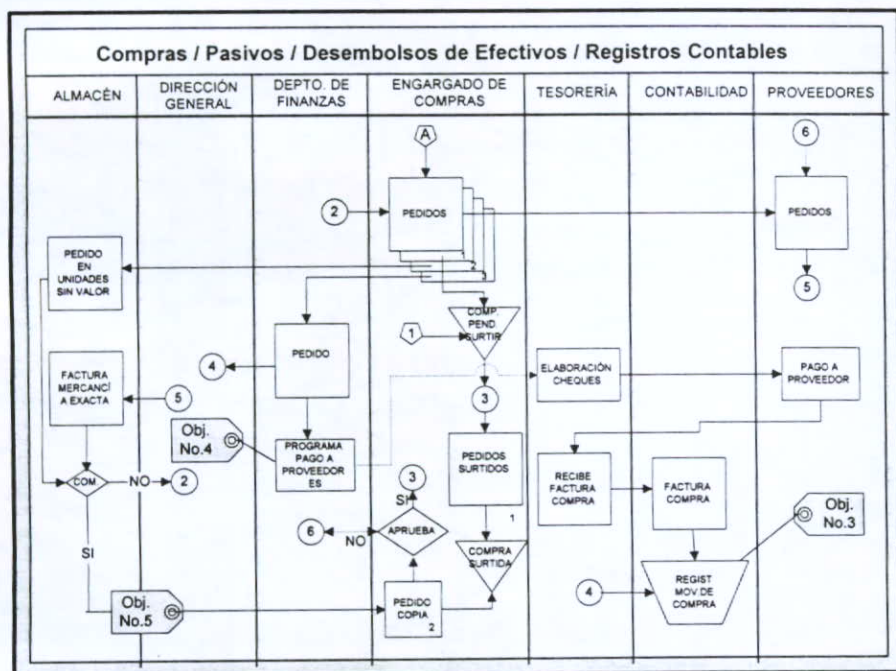 Compras / Pasivos / Desembolsos de Efectivos / Registros Contables
ALMACÉN
DIRECCIÓN
GENERAL
DEPTO. DE
FINANZAS
ENGARGADO DE
COMPRAS
TESORERÍA
CONTABILIDAD
PROVEEDORES
A
6
2
PEDIDOS
1
2
3
PEDIDOS
PEDIDO
EN
UNIDADES
SIN VALOR
5
COMP.
PEND.
SURTIR
1
PEDIDO
4
ELABORACIÓN
CHEQUES
PAGO A
PROVEEDOR
FACTURA
MERCANCÍ
A EXACTA
5
3
Obj.
No.4
PROGRAMA
PAGO A
PROVEEDOR
ES
PEDIDOS
SURTIDOS
1
RECIBE
FACTURA
COMPRA
FACTURA
COMPRA
Obj.
No.3
COM.
NO
2
3
SI
6
NO
APRUEBA
COMPRA
SURTIDA
SI
Obj.
No.5
PEDIDO
COPIA
2
4
REGIST
MOV.DE
COMPRA